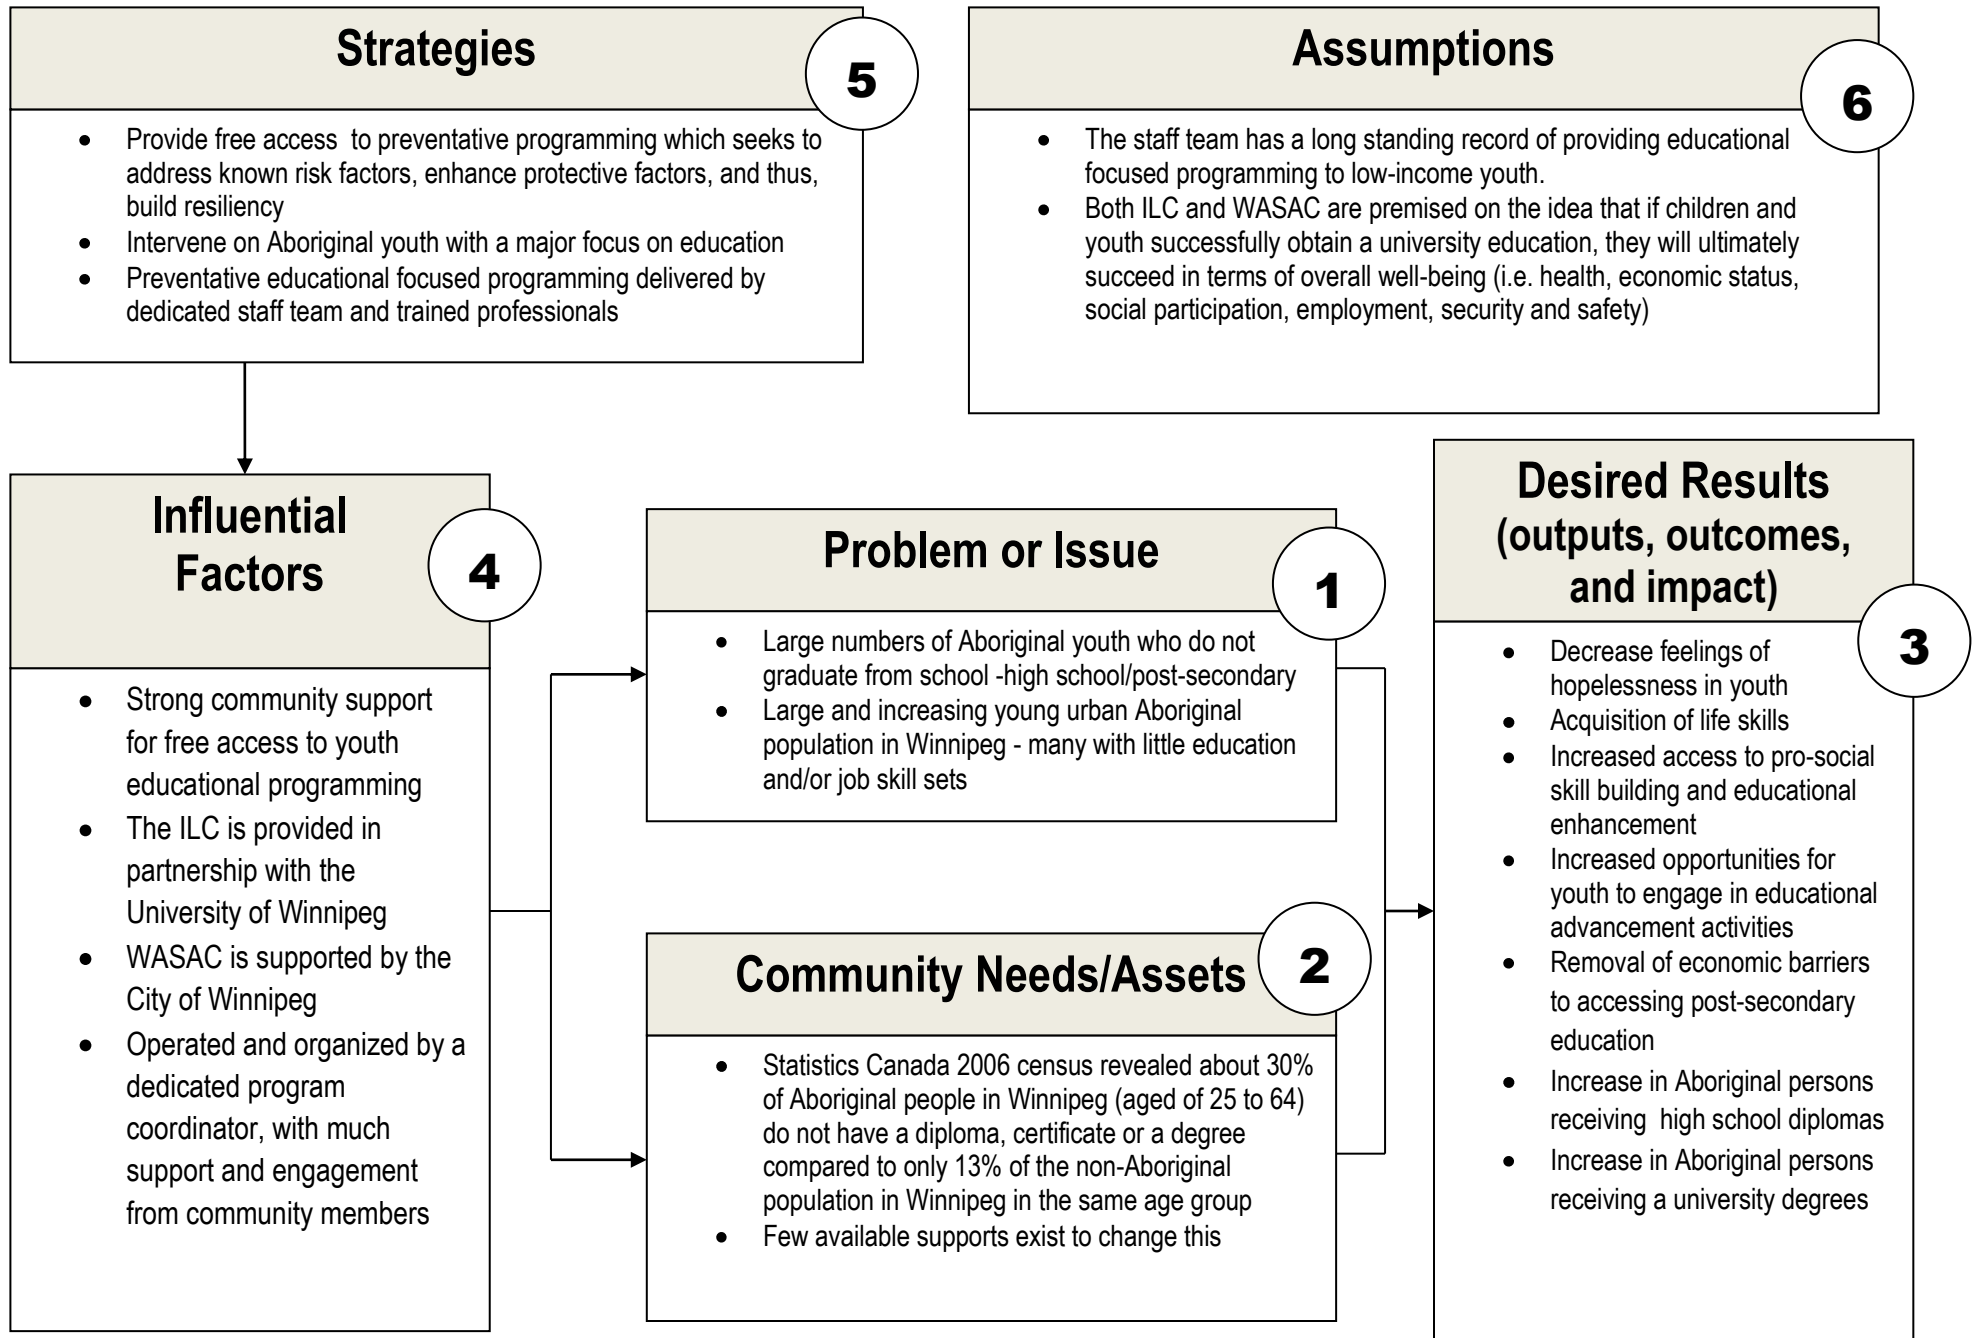 Strategies
5
• Provide free access  to preventative programming which seeks to
address known risk factors, enhance protective factors, and thus,
build resiliency
• Intervene on Aboriginal youth with a major focus on education
• Preventative educational focused programming delivered by
dedicated staff team and trained professionals
Assumptions
6
• The staff team has a long standing record of providing educational
focused programming to low-income youth.
• Both ILC and WASAC are premised on the idea that if children and
youth successfully obtain a university education, they will ultimately
succeed in terms of overall well-being (i.e. health, economic status,
social participation, employment, security and safety)
Influential
Factors
4
• Strong community support
for free access to youth
educational programming
• The ILC is provided in
partnership with the
University of Winnipeg
• WASAC is supported by the
City of Winnipeg
• Operated and organized by a
dedicated program
coordinator, with much
support and engagement
from community members
Problem or Issue
1
• Large numbers of Aboriginal youth who do not
graduate from school -high school/post-secondary
• Large and increasing young urban Aboriginal
population in Winnipeg - many with little education
and/or job skill sets
Community Needs/Assets
2
• Statistics Canada 2006 census revealed about 30%
of Aboriginal people in Winnipeg (aged of 25 to 64)
do not have a diploma, certificate or a degree
compared to only 13% of the non-Aboriginal
population in Winnipeg in the same age group
• Few available supports exist to change this
Desired Results
(outputs, outcomes,
and impact)
3
• Decrease feelings of
hopelessness in youth
• Acquisition of life skills
• Increased access to pro-social
skill building and educational
enhancement
• Increased opportunities for
youth to engage in educational
advancement activities
• Removal of economic barriers
to accessing post-secondary
education
• Increase in Aboriginal persons
receiving  high school diplomas
• Increase in Aboriginal persons
receiving a university degrees